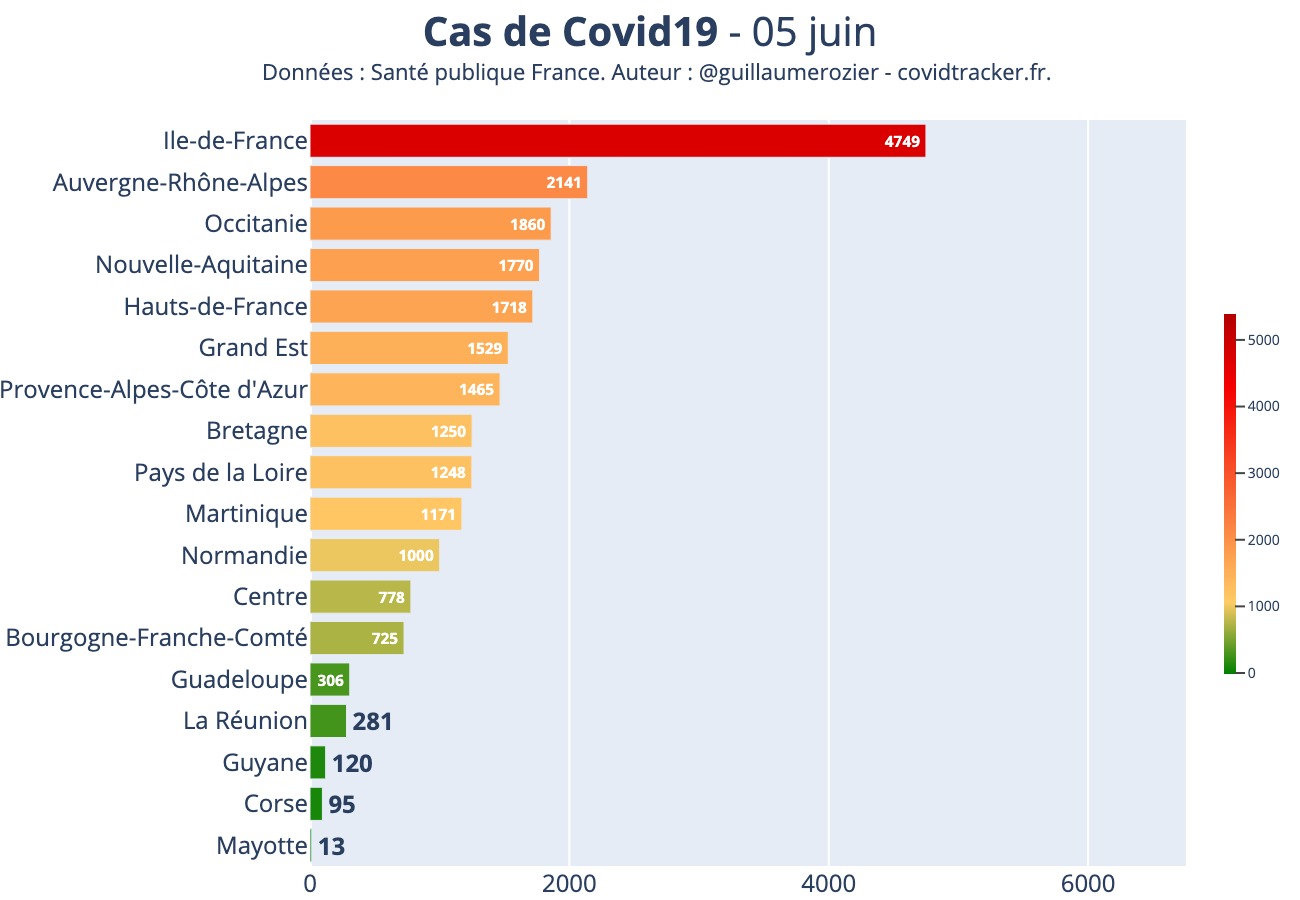 Cas de Covid19 - 05 juin
Données : Santé publique France. Auteur : @guillaumerozier - covidtracker.fr.
Ile-de-France 4749
Auvergne-Rhône-Alpes 2141
Occitanie 1860
Nouvelle-Aquitaine 1770
Hauts-de-France 1718
Grand Est 1529
Provence-Alpes-Côte d'Azur 1465
Bretagne 1250
Pays de la Loire 1248
Martinique 1171
Normandie 1000
Centre 778
Bourgogne-Franche-Comté 725
Guadeloupe 306
La Réunion 281
Guyane 120
Corse 95
Mayotte 13
0 2000 4000 6000
5000
4000
3000
2000
1000
0